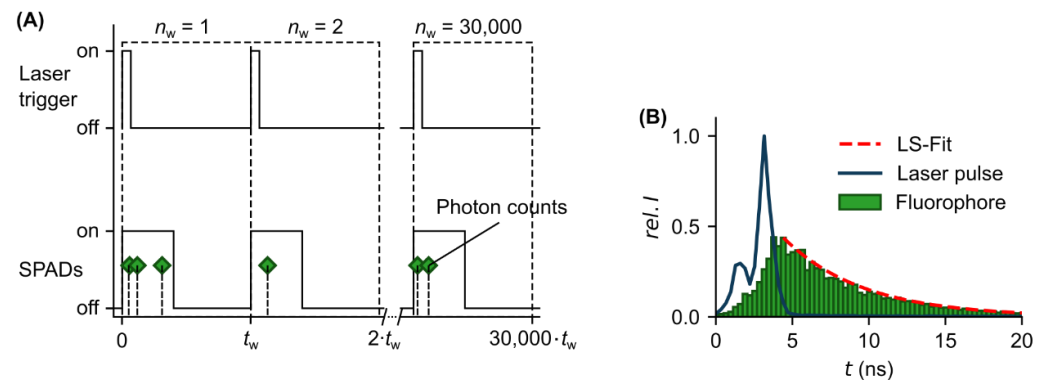 (A)
n_w = 1
n_w = 2
n_w = 30,000
on
Laser
trigger
off
Photon counts
on
SPADs
off
...
0
t_w
2·t_w
30,000·t_w
(B)
1.0
0.5
0.0
rel. I
LS-Fit
Laser pulse
Fluorophore
0
5
10
15
20
t (ns)